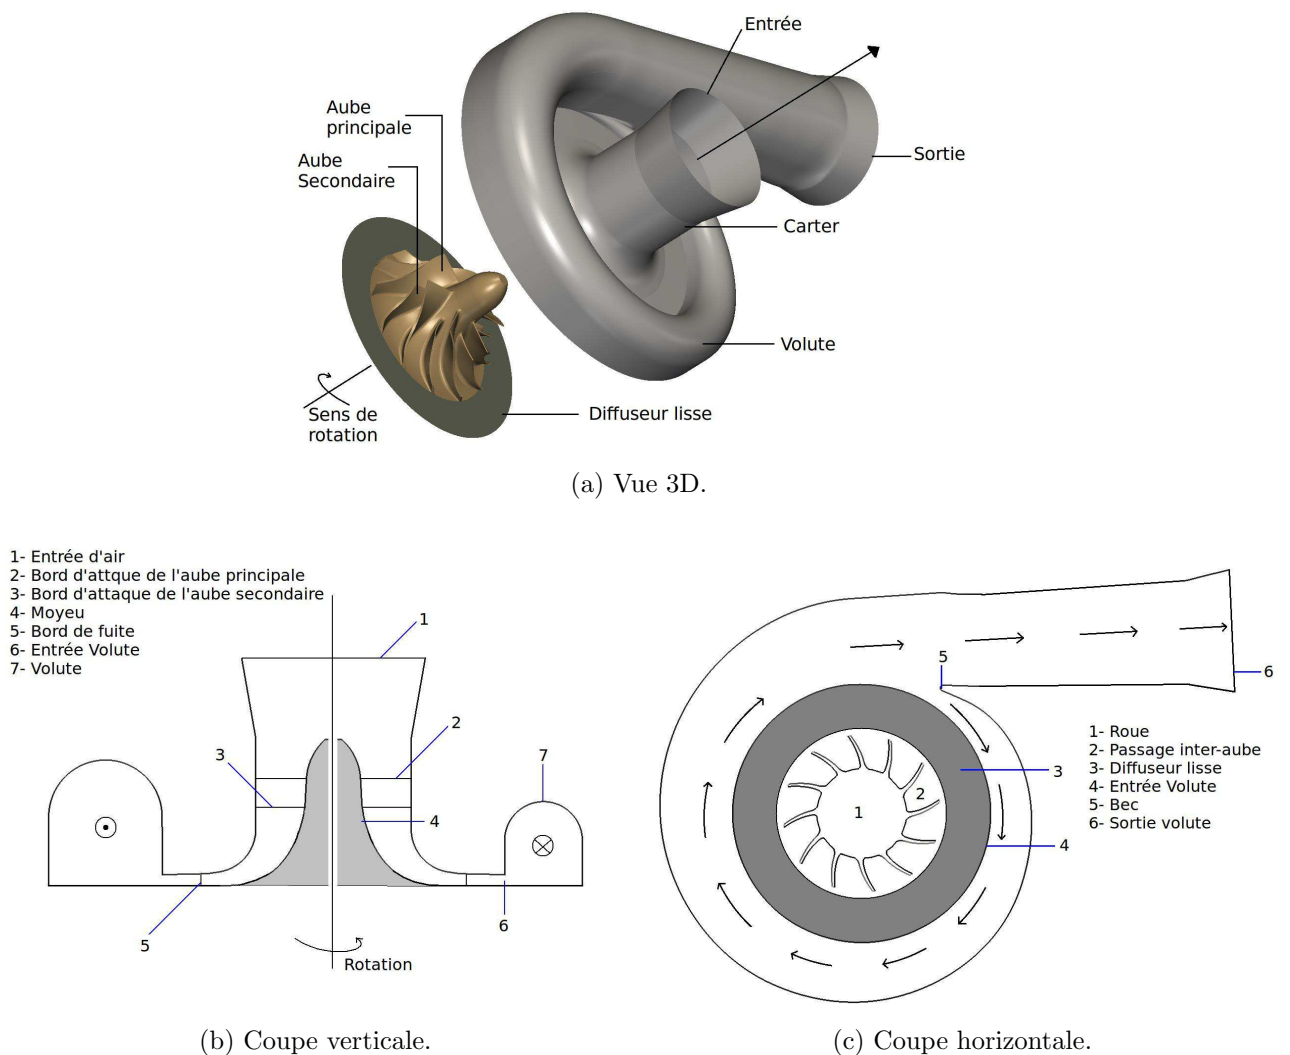 Entrée
Aube
principale
Aube
Secondaire
Sortie
Carter
Volute
Diffuseur lisse
Sens de
rotation
(a) Vue 3D.
1- Entrée d'air
2- Bord d'attque de l'aube principale
3- Bord d'attaque de l'aube secondaire
4- Moyeu
5- Bord de fuite
6- Entrée Volute
7- Volute
1
2
3
7
4
5
6
Rotation
(b) Coupe verticale.
5
6
1- Roue
2- Passage inter-aube
3- Diffuseur lisse
4- Entrée Volute
5- Bec
6- Sortie volute
3
2
1
4
(c) Coupe horizontale.